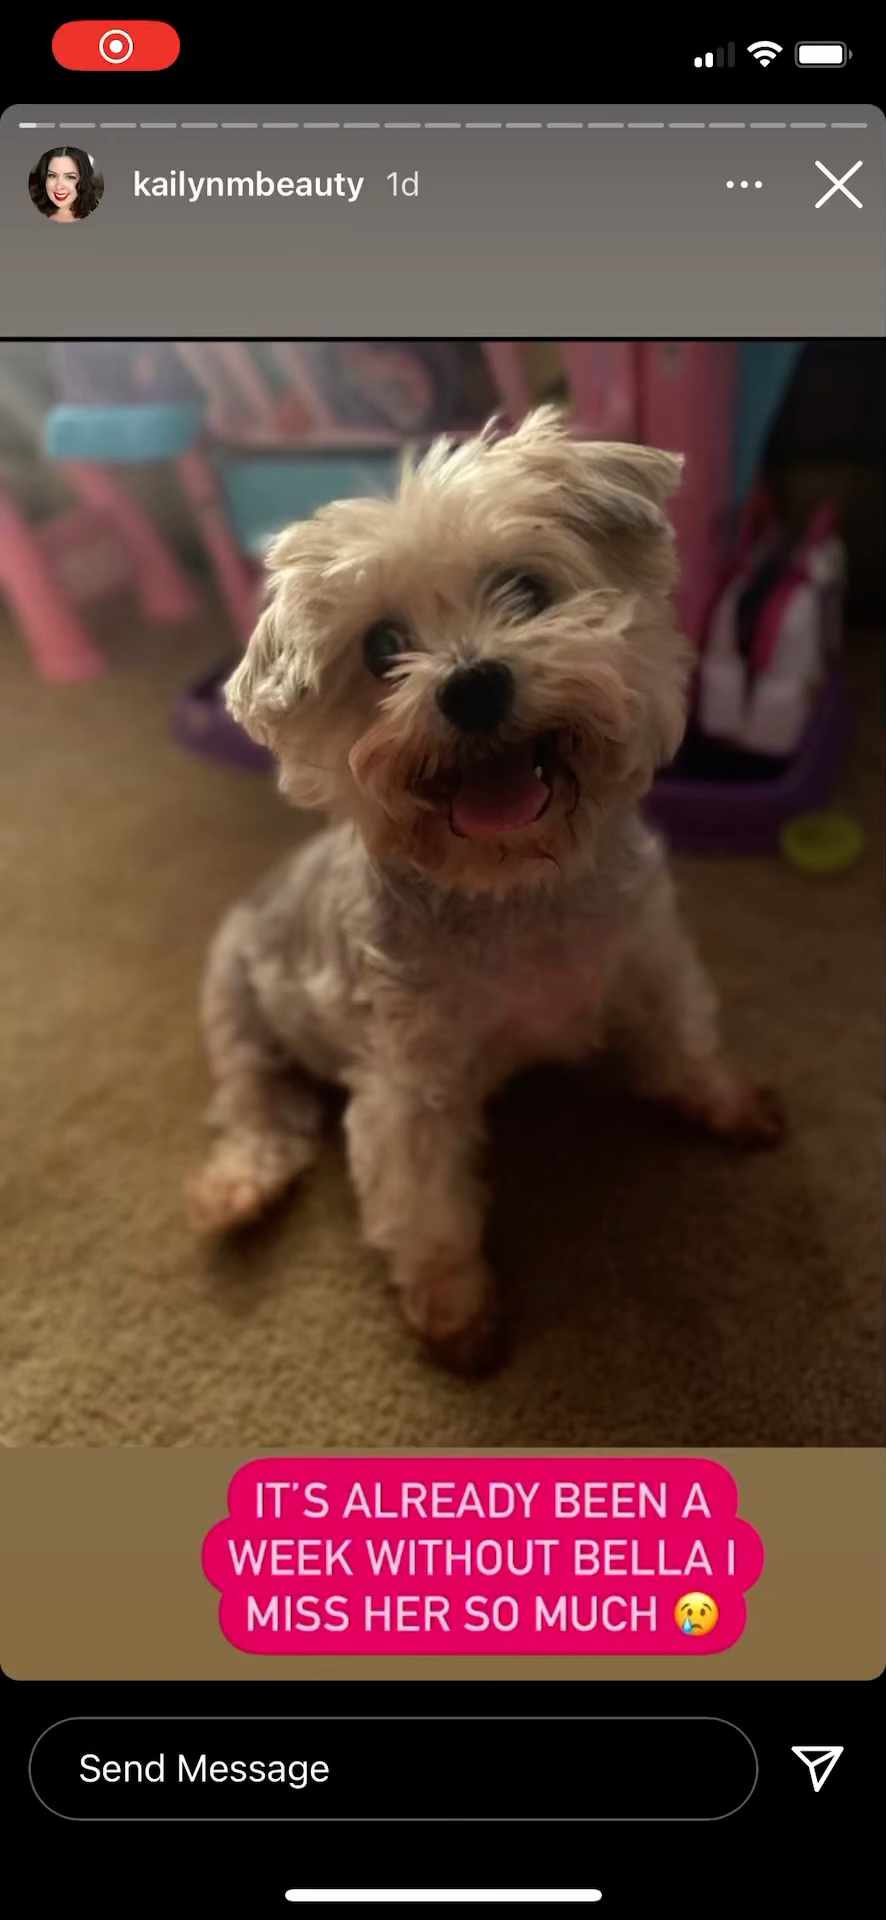 kailynmbeauty 1d
IT'S ALREADY BEEN A
WEEK WITHOUT BELLA I
MISS HER SO MUCH 😢
Send Message